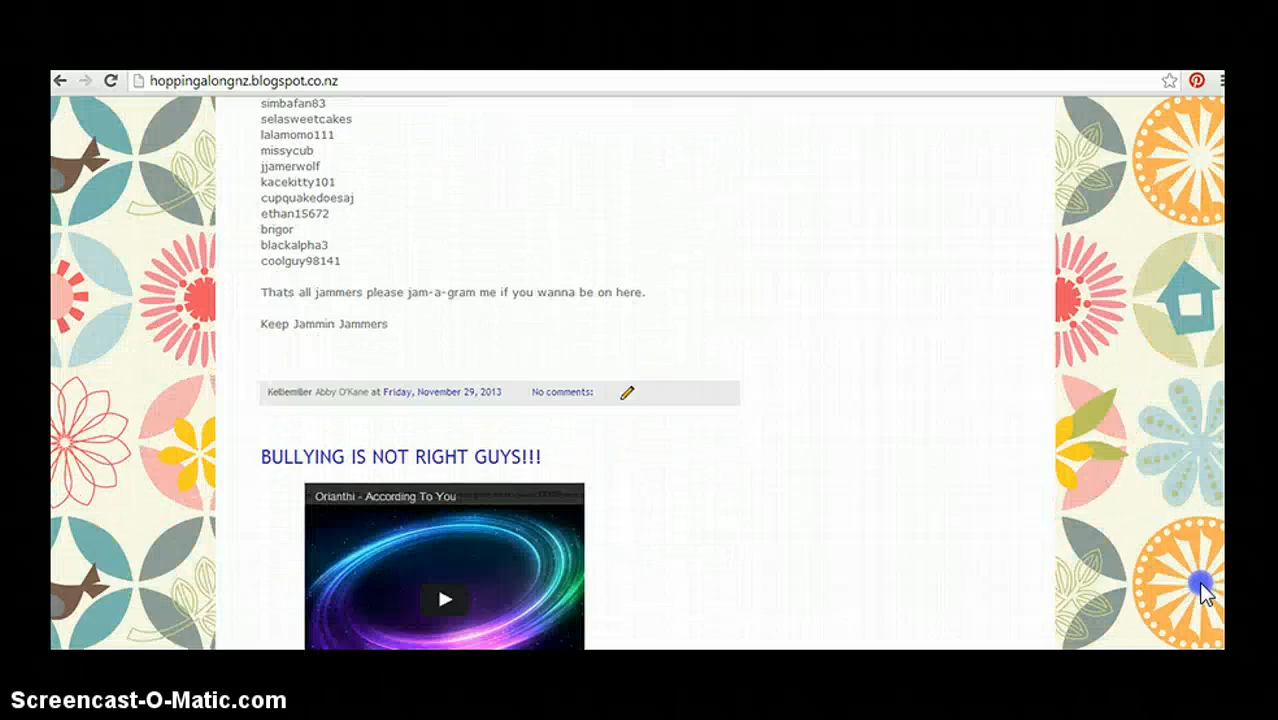 hoppingalongnz.blogspot.co.nz
simbafan83
selasweetcakes
lalamomo111
missycub
jjamerwolf
kacekitty101
cupquakedoesaj
ethan15672
brigor
blackalpha3
coolguy98141
Thats all jammers please jam-a-gram me if you wanna be on here.
Keep Jammin Jammers
Kelliemiller Abby O'Kane at Friday, November 29, 2013 No comments:
BULLYING IS NOT RIGHT GUYS!!!
Orianthi - According To You
Screencast-O-Matic.com